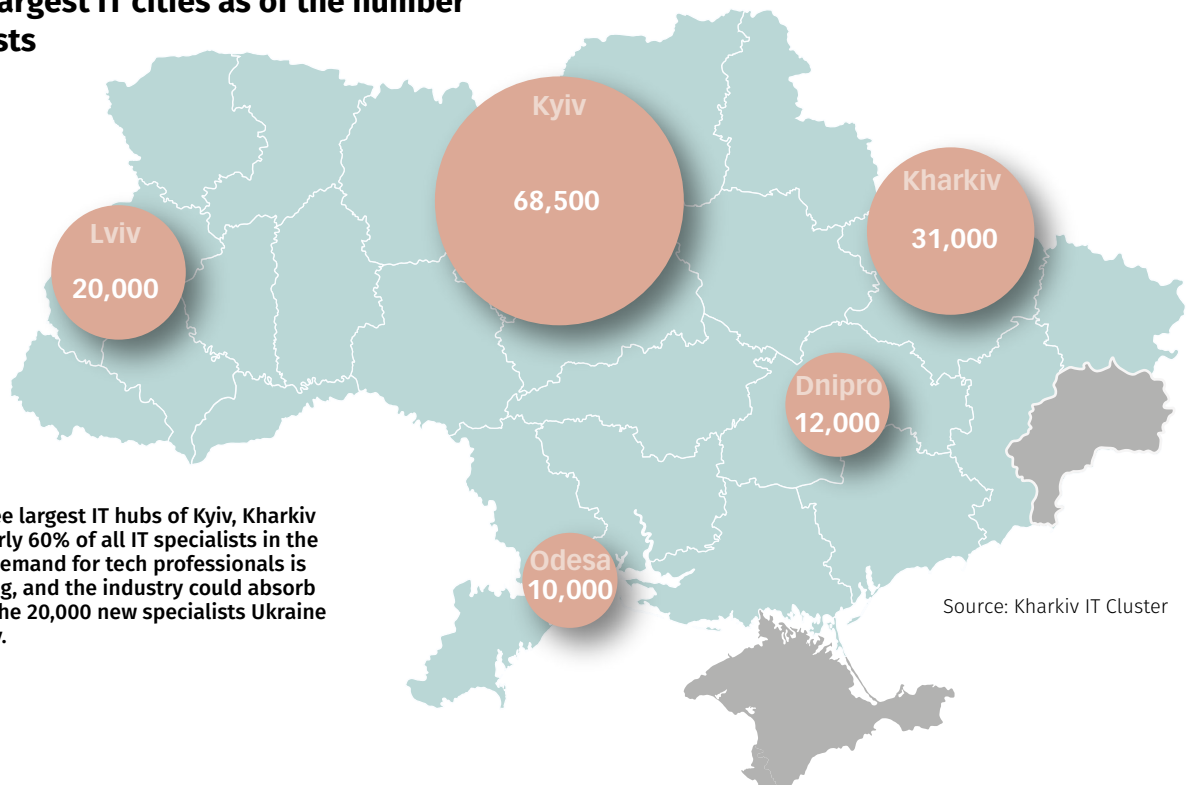 argest IT cities as of the number
sts
Kyiv
68,500
Kharkiv
31,000
Lviv
20,000
Dnipro
12,000
Odesa
10,000
e largest IT hubs of Kyiv, Kharkiv
rly 60% of all IT specialists in the
emand for tech professionals is
g, and the industry could absorb
he 20,000 new specialists Ukraine
y.
Source: Kharkiv IT Cluster